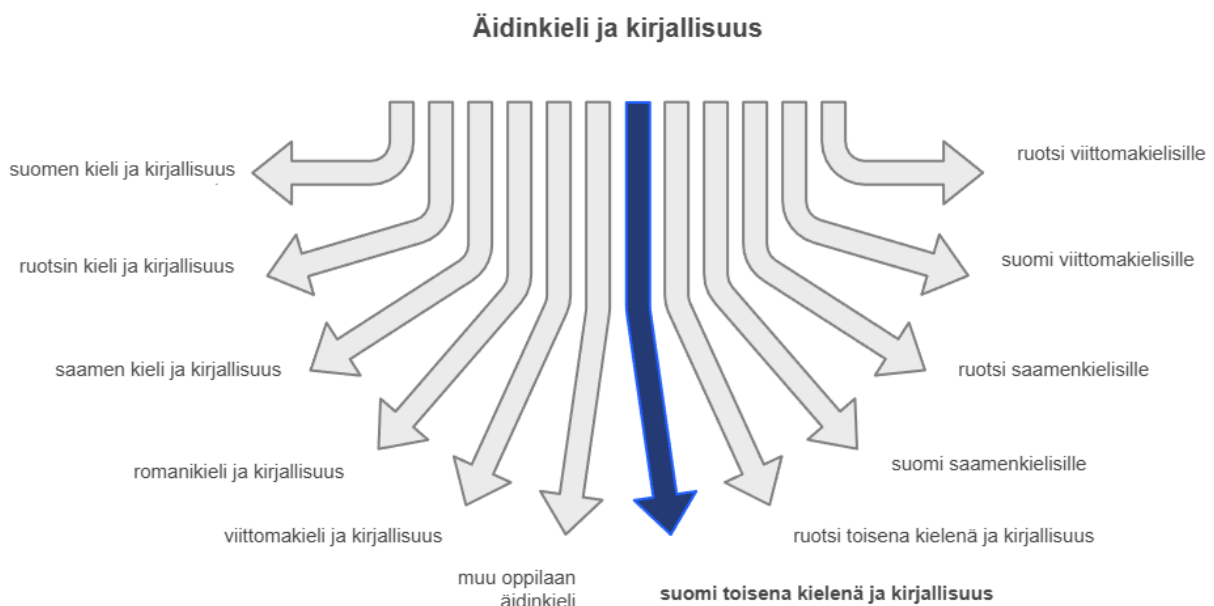 Äidinkieli ja kirjallisuus
suomen kieli ja kirjallisuus
ruotsin kieli ja kirjallisuus
saamen kieli ja kirjallisuus
romanikieli ja kirjallisuus
viittomakieli ja kirjallisuus
muu oppilaan
äidinkieli
suomi toisena kielenä ja kirjallisuus
ruotsi toisena kielenä ja kirjallisuus
suomi saamenkielisille
ruotsi saamenkielisille
suomi viittomakielisille
ruotsi viittomakielisille